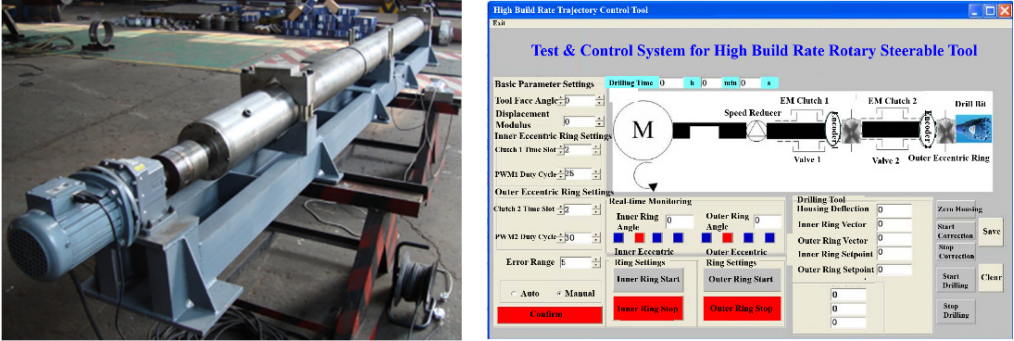 High Build Rate Trajectory Control Tool
Exit
Test & Control System for High Build Rate Rotary Steerable Tool
Basic Parameter Settings
Drilling Time 0 h 0 min 0 s
Tool Face Angle 0
Displacement
Modulus 0
Inner Eccentric Ring Settings
Clutch 1 Time Slot 2
PWM1 Duty Cycle 25
Outer Eccentric Ring Settings
Clutch 2 Time Slot 2
PWM2 Duty Cycle 50
Error Range 5
Auto Manual
Confirm
M
Speed Reducer
EM Clutch 1
Valve 1
Encoder
EM Clutch 2
Valve 2
Encoder
Drill Bit
Outer Eccentric Ring
Real-time Monitoring
Inner Ring
Angle 0
Outer Ring
Angle 0
Inner Eccentric
Ring Settings
Inner Ring Start
Inner Ring Stop
Outer Eccentric
Ring Settings
Outer Ring Start
Outer Ring Stop
Drilling Tool
Housing Deflection 0
Inner Ring Vector 0
Outer Ring Vector 0
Inner Ring Setpoint 0
Outer Ring Setpoint 0
0
0
0
Zero Housing
Start
Correction
Stop
Correction
Start
Drilling
Stop
Drilling
Save
Clear